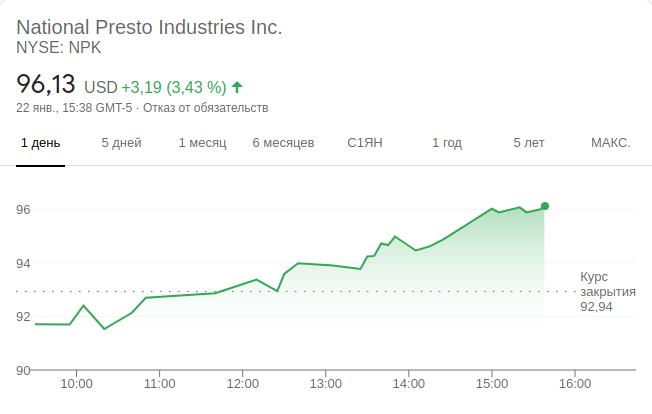 National Presto Industries Inc.
NYSE: NPK
96,13 USD +3,19 (3,43 %)
22 янв., 15:38 GMT-5 · Отказ от обязательств
1 день 5 дней 1 месяц 6 месяцев С1ЯН 1 год 5 лет МАКС.
96
94
92
90
Курс
закрытия
92,94
10:00 11:00 12:00 13:00 14:00 15:00 16:00